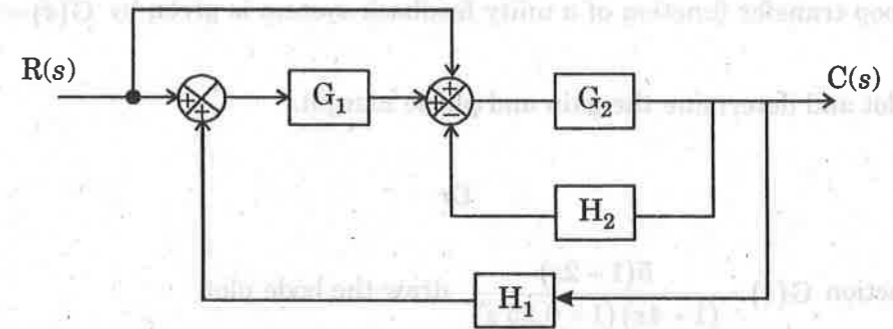 R(s)
+
+
G₁
+
+
−
G₂
C(s)
H₂
H₁